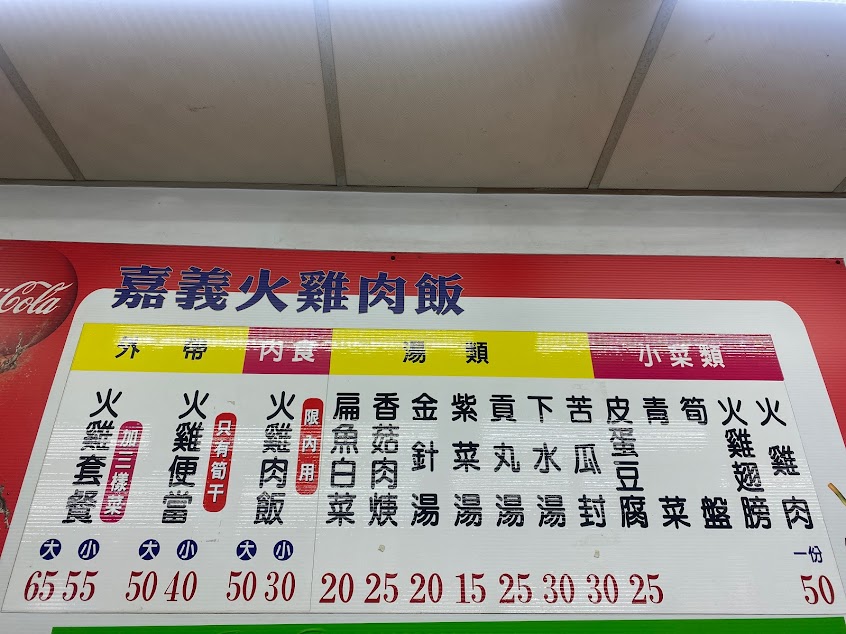 Cola
嘉義火雞肉飯
外帶
內食
湯類
小菜類
火雞套餐
加三樣菜
火雞便當
只有筍干
火雞肉飯
限內用
扁魚白菜
香菇肉焿
金針湯
紫菜湯
貢丸湯
下水湯
苦瓜封
皮蛋豆腐
青菜
筍盤
火雞翅膀
火雞肉
大 小 大 小 大 小 一份
65 55 50 40 50 30 20 25 20 15 25 30 30 25 50